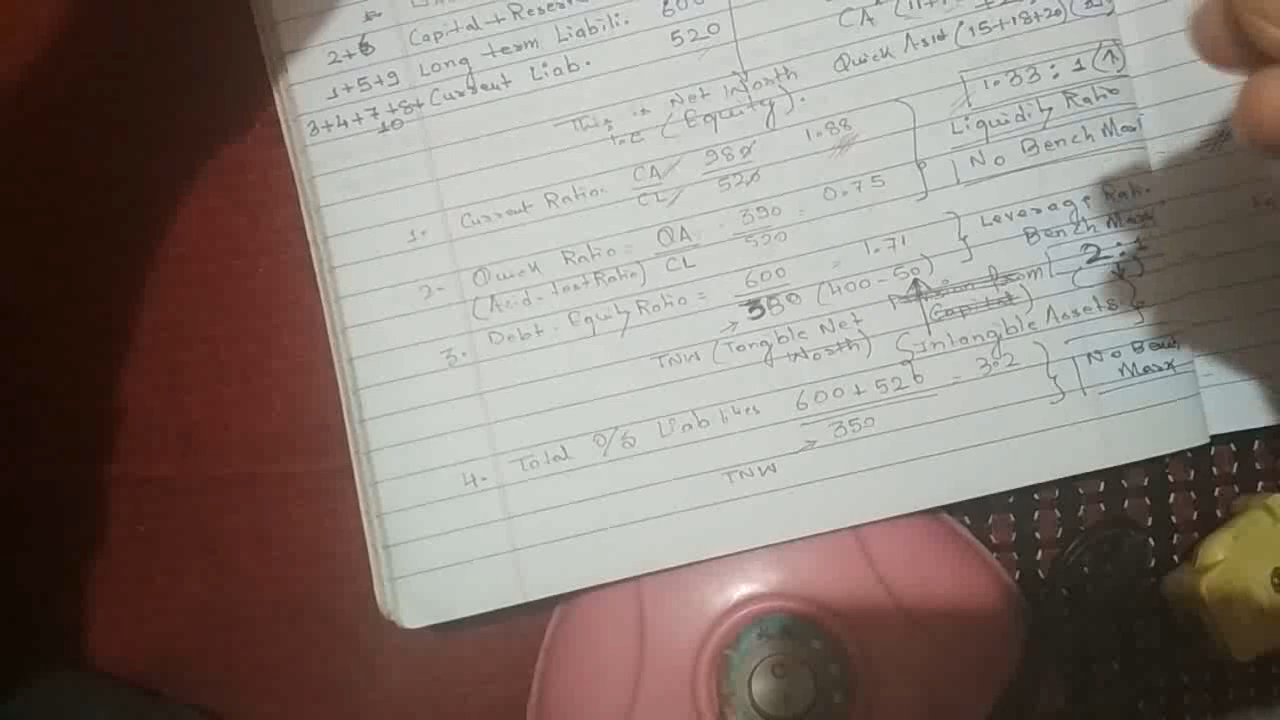 2+6 Capital + Reserve
1+5+9 Long term Liabili. 600
3+4+7+8+ Current Liab. 520
10
CA
Quick Asst (15+18+20)
This is Net Worth
(Equity).
1.33 : 1 (↑)
Liquidity Ratio
No Bench Mar
1. Current Ratio = CA/CL 980/520 1.88
2. Quick Ratio = QA/CL 390/520 = 0.75
(Acid-test Ratio)
Leverage Rati.
Bench Mark
2:1
3. Debt-Equity Ratio = 600/350 (400-50) = 1.71
TNW (Tangible Net
Worth)
Capital
Intangible Assets
4. Total O/S Liabilities 600+520/350 = 3.2
TNW
No Bench
Mark